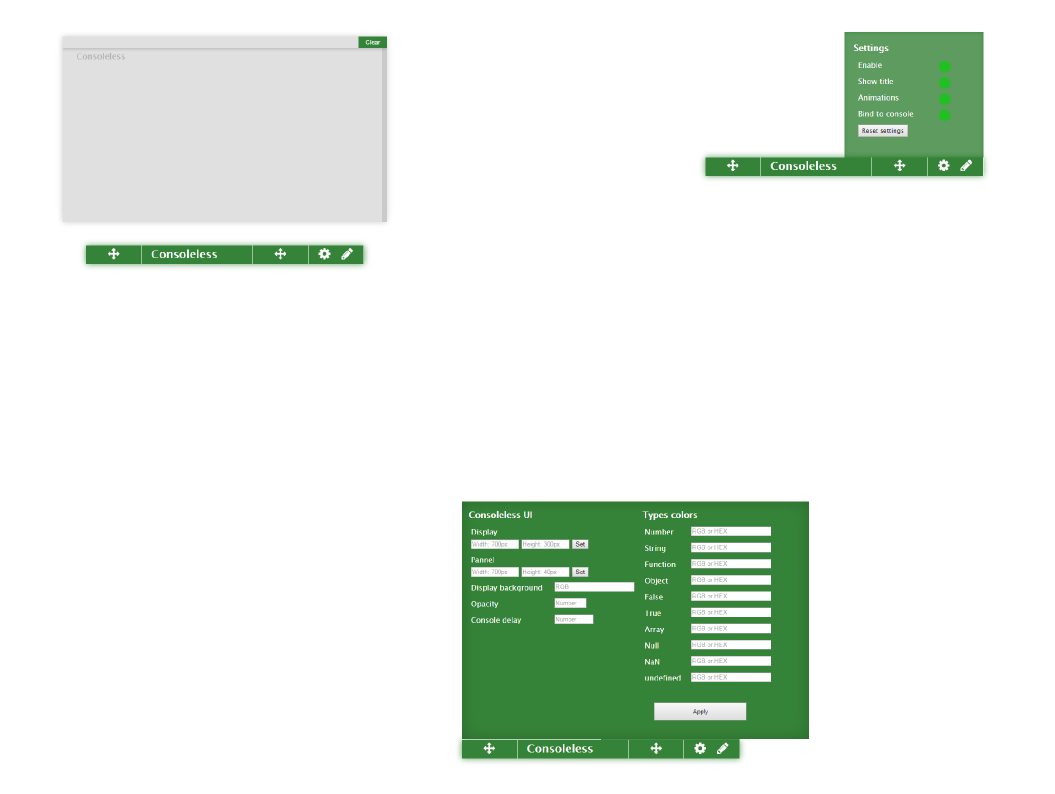 Clear
Consoleless
Consoleless
Settings
Enable
Show title
Animations
Bind to console
Reset settings
Consoleless
Consoleless UI
Display
Width: 700px Height: 300px Set
Pannel
Width: 700px Height: 40px Set
Display background RGB
Opacity Number
Console delay Number
Types colors
Number RGB or HEX
String RGB or HEX
Function RGB or HEX
Object RGB or HEX
False RGB or HEX
True RGB or HEX
Array RGB or HEX
Null RGB or HEX
NaN RGB or HEX
undefined RGB or HEX
Apply
Consoleless